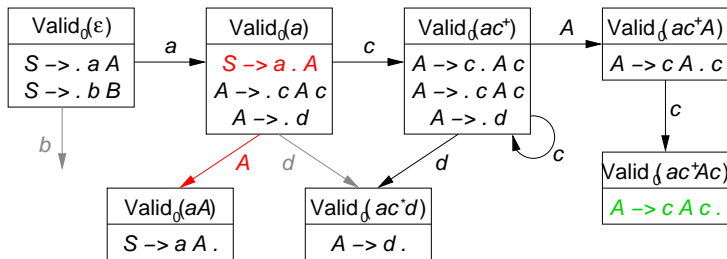 Valid₀(ε)
S –> . a A
S –> . b B
a
Valid₀(a)
S –> a . A
A –> . c A c
A –> . d
c
Valid₀(ac⁺)
A –> c . A c
A –> . c A c
A –> . d
A
Valid₀(ac⁺A)
A –> c A . c
b
A
d
d
c
c
Valid₀(aA)
S –> a A .
Valid₀(ac*d)
A –> d .
Valid₀(ac⁺Ac)
A –> c A c .